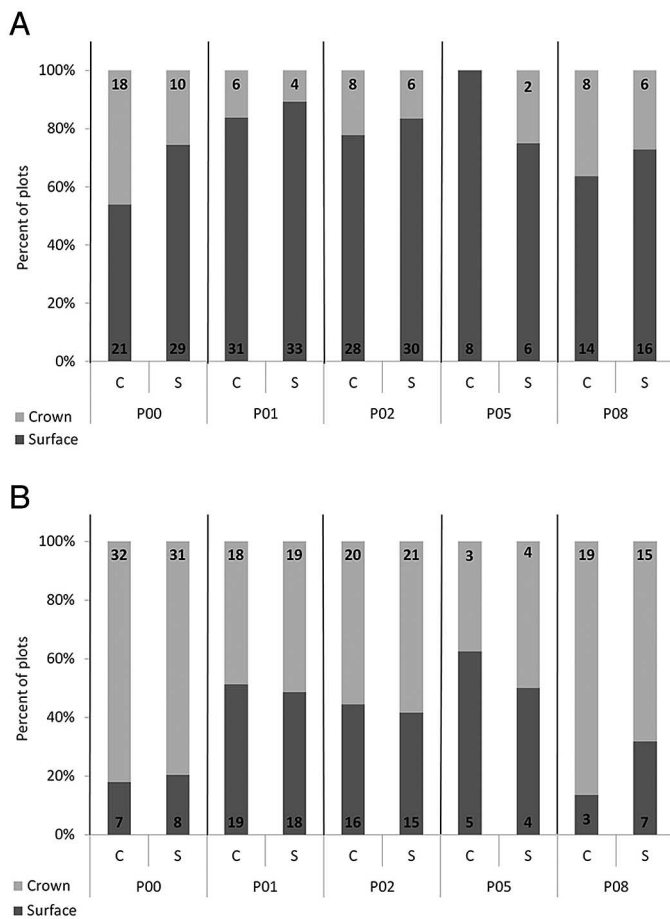 A
100%
18 10 6 4 8 6 2 8 6
80%
60%
40%
20%
21 29 31 33 28 30 8 6 14 16
0%
Percent of plots
C S C S C S C S C S
Crown
P00 P01 P02 P05 P08
Surface
B
100%
32 31 18 19 20 21 3 4 19 15
80%
60%
40%
20%
7 8 19 18 16 15 5 4 3 7
0%
Percent of plots
C S C S C S C S C S
Crown
P00 P01 P02 P05 P08
Surface